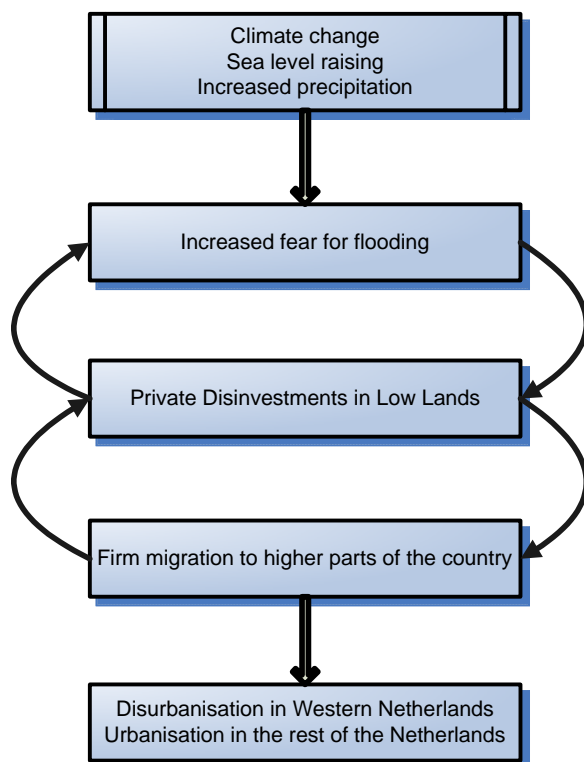 Climate change
Sea level raising
Increased precipitation
Increased fear for flooding
Private Disinvestments in Low Lands
Firm migration to higher parts of the country
Disurbanisation in Western Netherlands
Urbanisation in the rest of the Netherlands